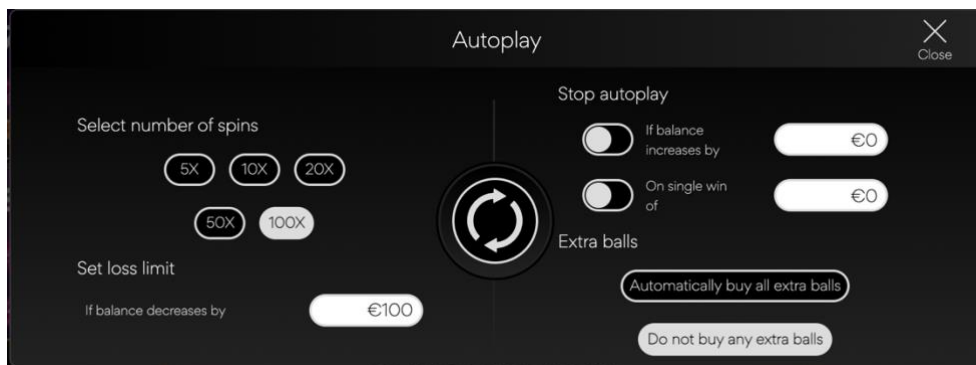 Autoplay
Close
Select number of spins
5X 10X 20X
50X 100X
Set loss limit
If balance decreases by €100
Stop autoplay
If balance
increases by €0
On single win
of €0
Extra balls
Automatically buy all extra balls
Do not buy any extra balls